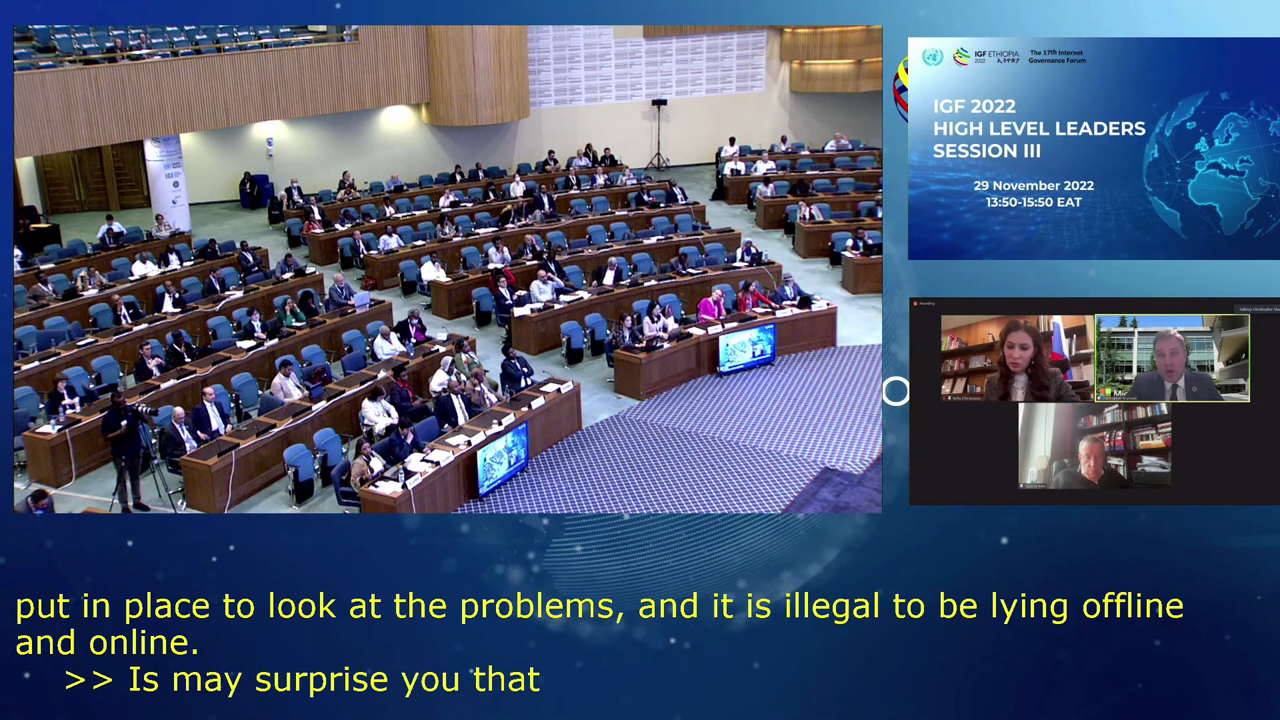 IGF ETHIOPIA
2022 ኢትዮጵያ
The 17th Internet
Governance Forum
IGF 2022
HIGH LEVEL LEADERS
SESSION III
29 November 2022
13:50-15:50 EAT
Recording
put in place to look at the problems, and it is illegal to be lying offline
and online.
>> Is may surprise you that